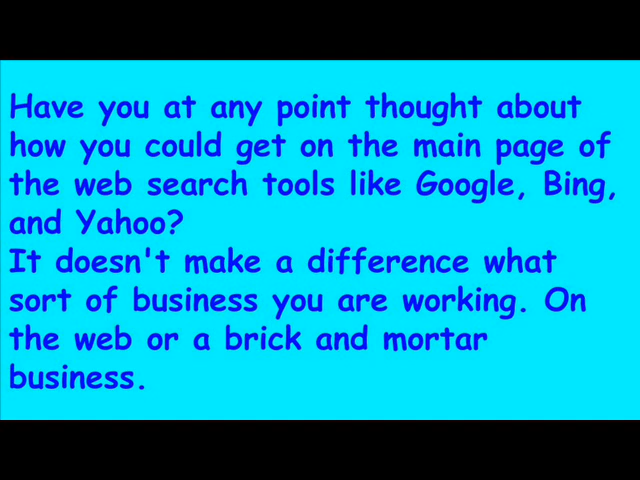 Have you at any point thought about
how you could get on the main page of
the web search tools like Google, Bing,
and Yahoo?
It doesn't make a difference what
sort of business you are working. On
the web or a brick and mortar
business.